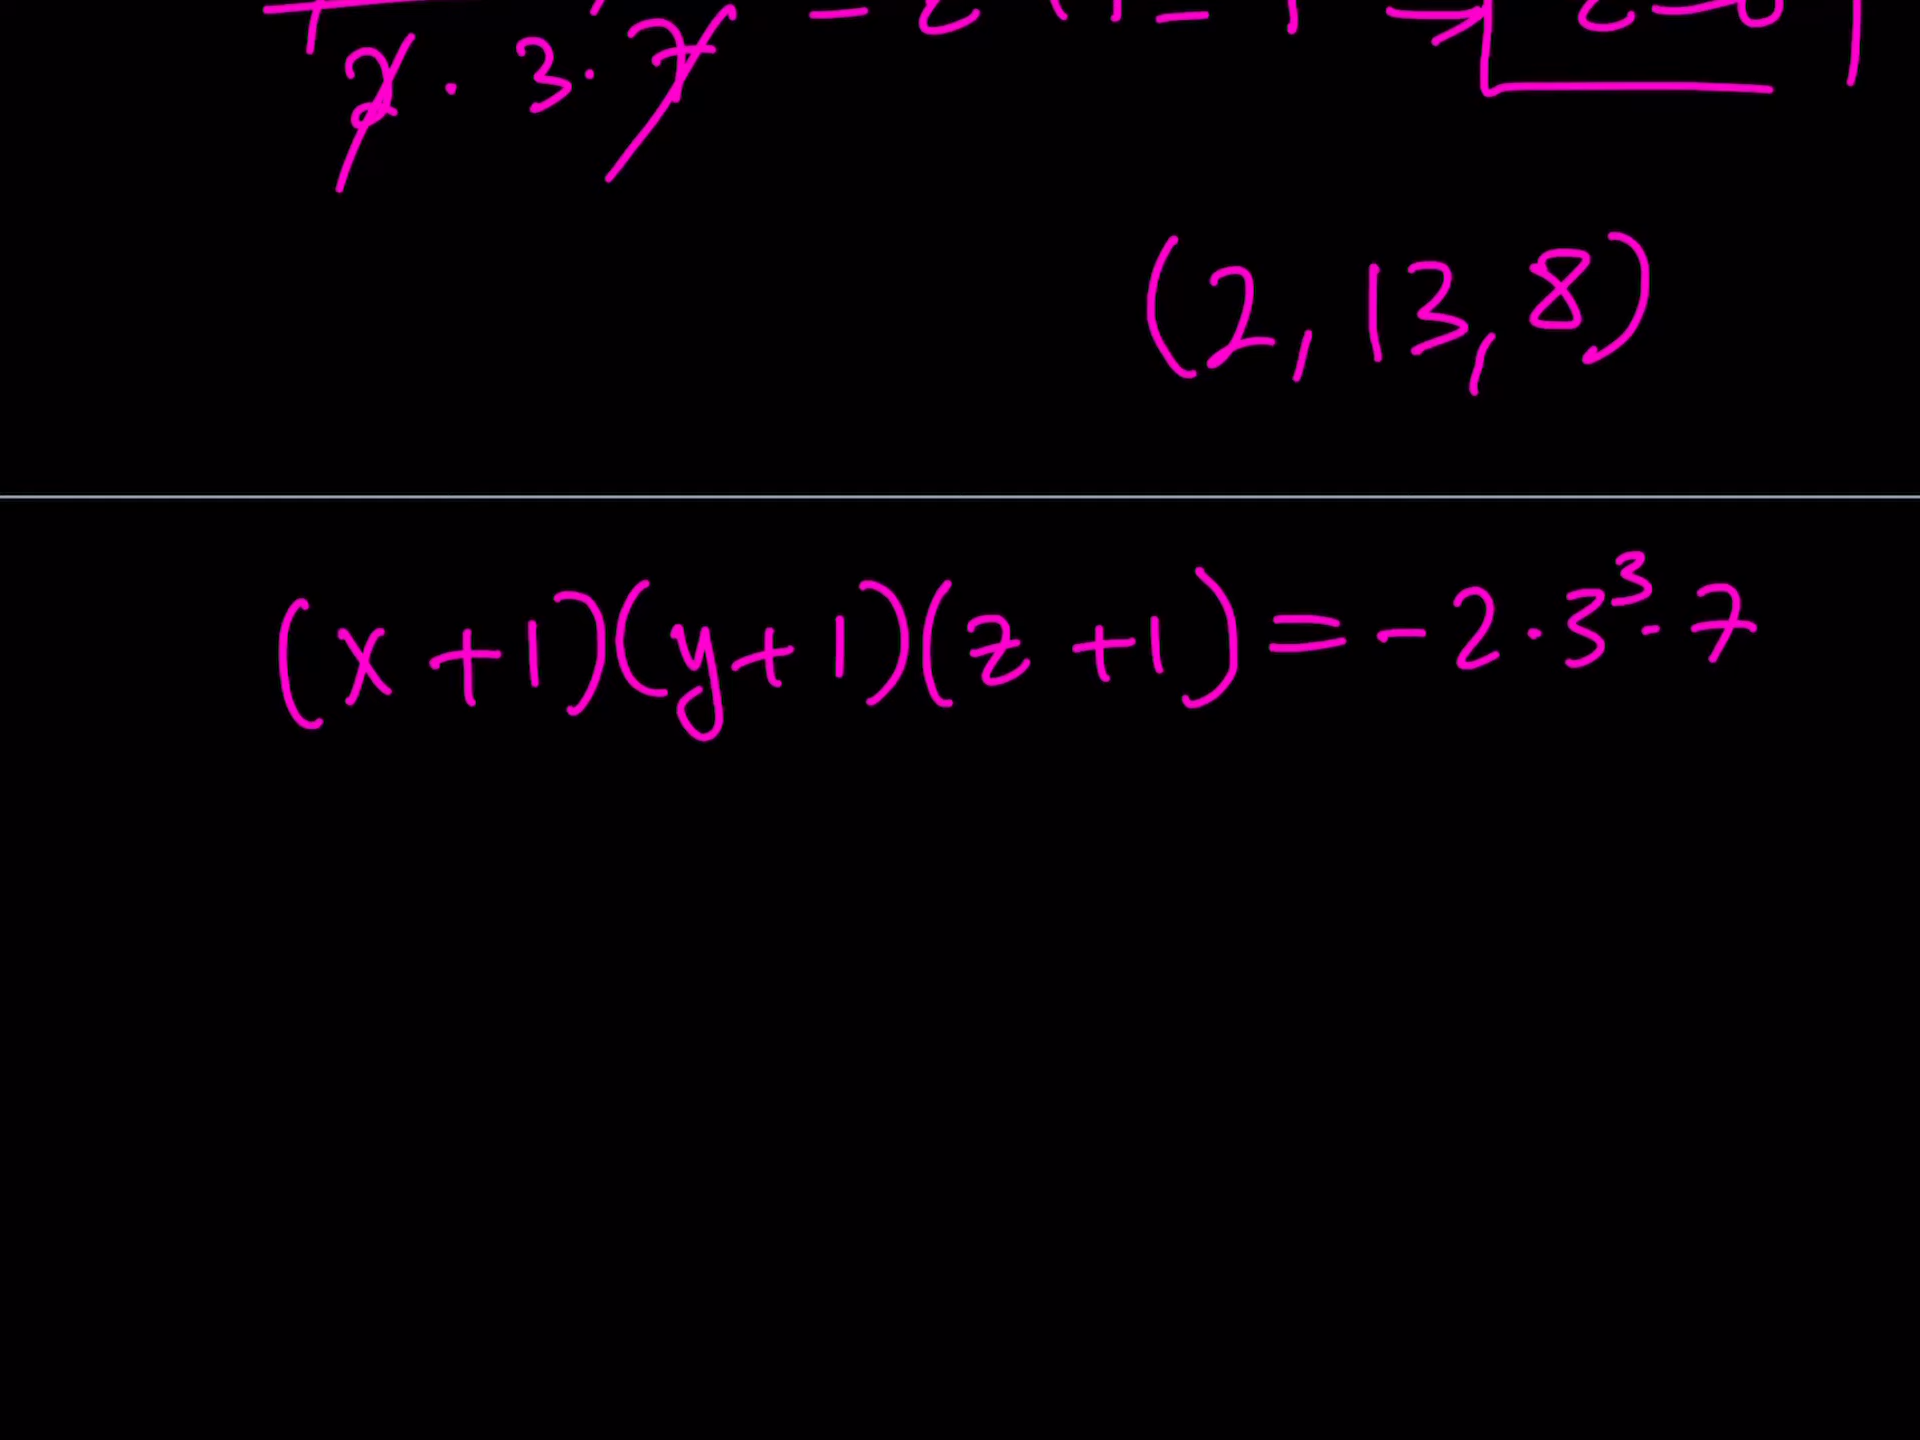 2 · 3 · 7
(2, 13, 8)
(x+1)(y+1)(z+1) = -2·3³·7